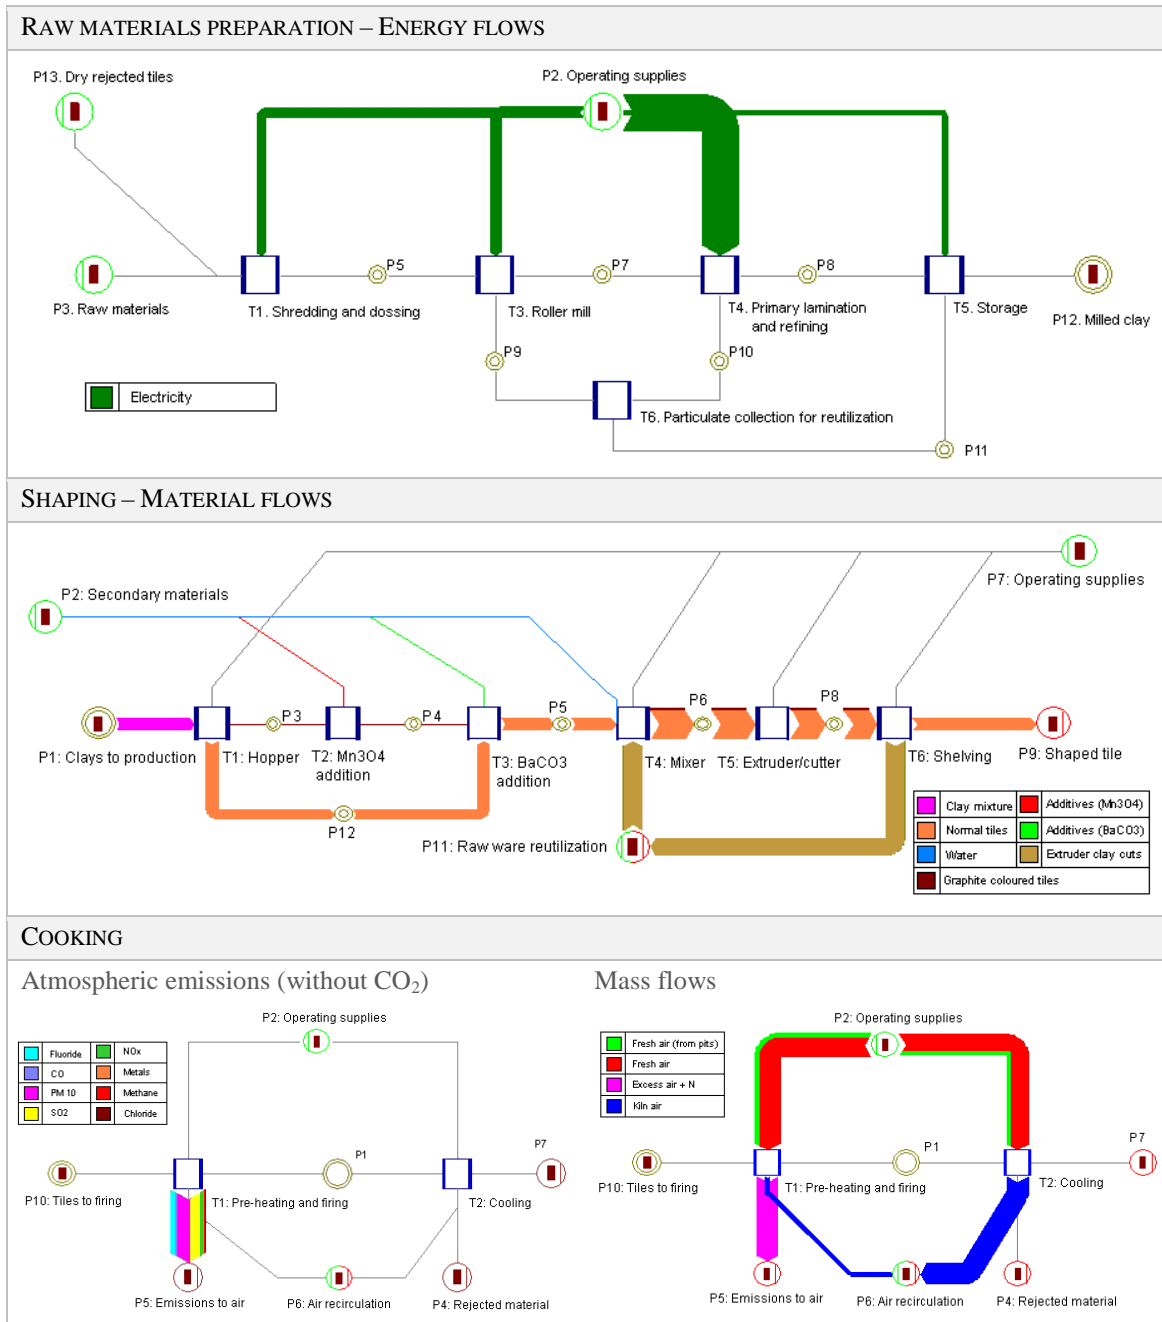 RAW MATERIALS PREPARATION – ENERGY FLOWS
P13. Dry rejected tiles
P2. Operating supplies
P5
P7
P8
P3. Raw materials
T1. Shredding and dossing
T3. Roller mill
T4. Primary lamination
and refining
T5. Storage
P12. Milled clay
P9
P10
Electricity
T6. Particulate collection for reutilization
P11
SHAPING – MATERIAL FLOWS
P7: Operating supplies
P2: Secondary materials
P3
P4
P5
P6
P8
P1: Clays to production
T1: Hopper
T2: Mn3O4
addition
T3: BaCO3
addition
T4: Mixer
T5: Extruder/cutter
T6: Shelving
P9: Shaped tile
P12
P11: Raw ware reutilization
Clay mixture
Additives (Mn3O4)
Normal tiles
Additives (BaCO3)
Water
Extruder clay cuts
Graphite coloured tiles
COOKING
Atmospheric emissions (without CO₂)
P2: Operating supplies
Fluoride
NOx
CO
Metals
PM 10
Methane
SO2
Chloride
P1
P7
P10: Tiles to firing
T1: Pre-heating and firing
T2: Cooling
P5: Emissions to air
P6: Air recirculation
P4: Rejected material
Mass flows
P2: Operating supplies
Fresh air (from pits)
Fresh air
Excess air + N
Kiln air
P1
P7
P10: Tiles to firing
T1: Pre-heating and firing
T2: Cooling
P5: Emissions to air
P6: Air recirculation
P4: Rejected material